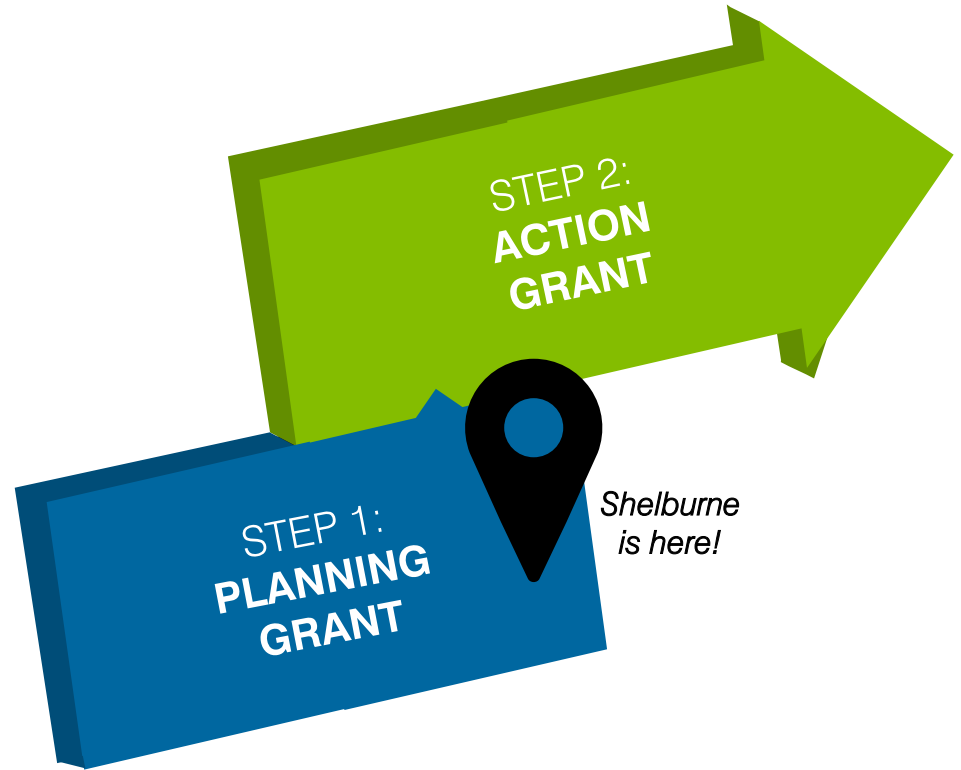 STEP 2:
ACTION
GRANT
STEP 1:
PLANNING
GRANT
Shelburne
is here!